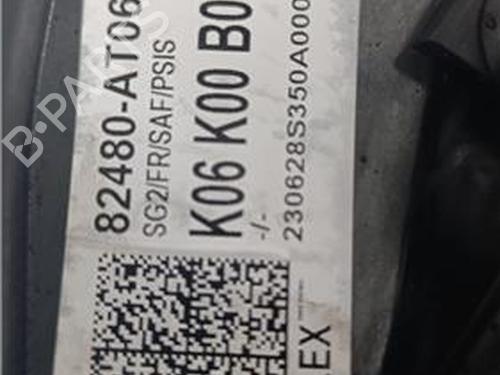 82480-AT06
SG2/FR/SAF/PSIS
K06 K00 B0
-/-
230628S350A000
EX
B-PARTS